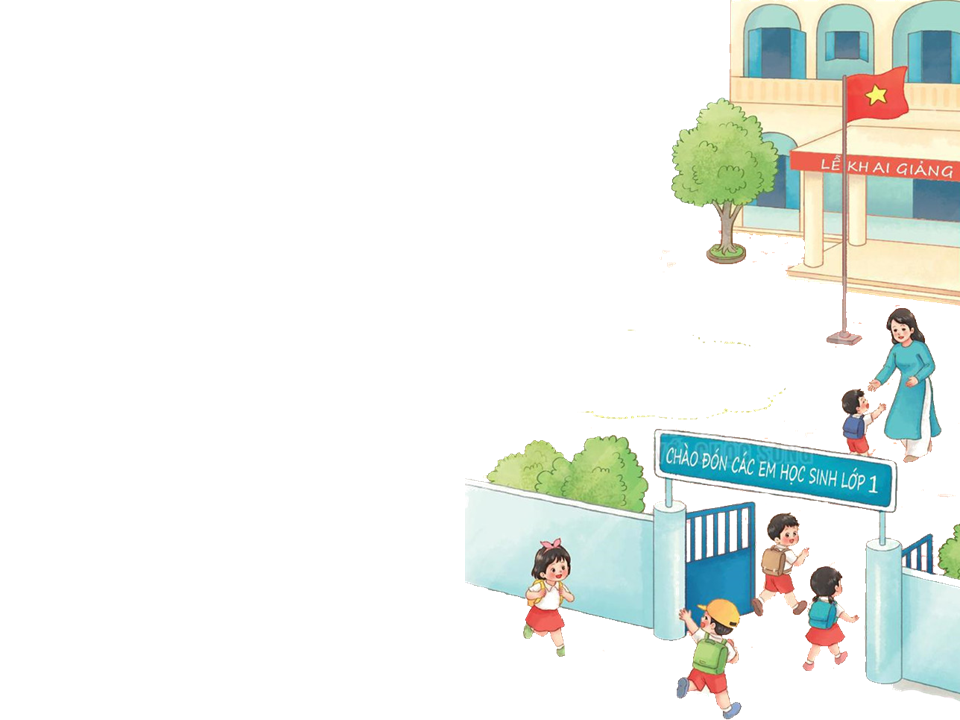 LỄ KHAI GIẢNG
CHÀO ĐÓN CÁC EM HỌC SINH LỚP 1